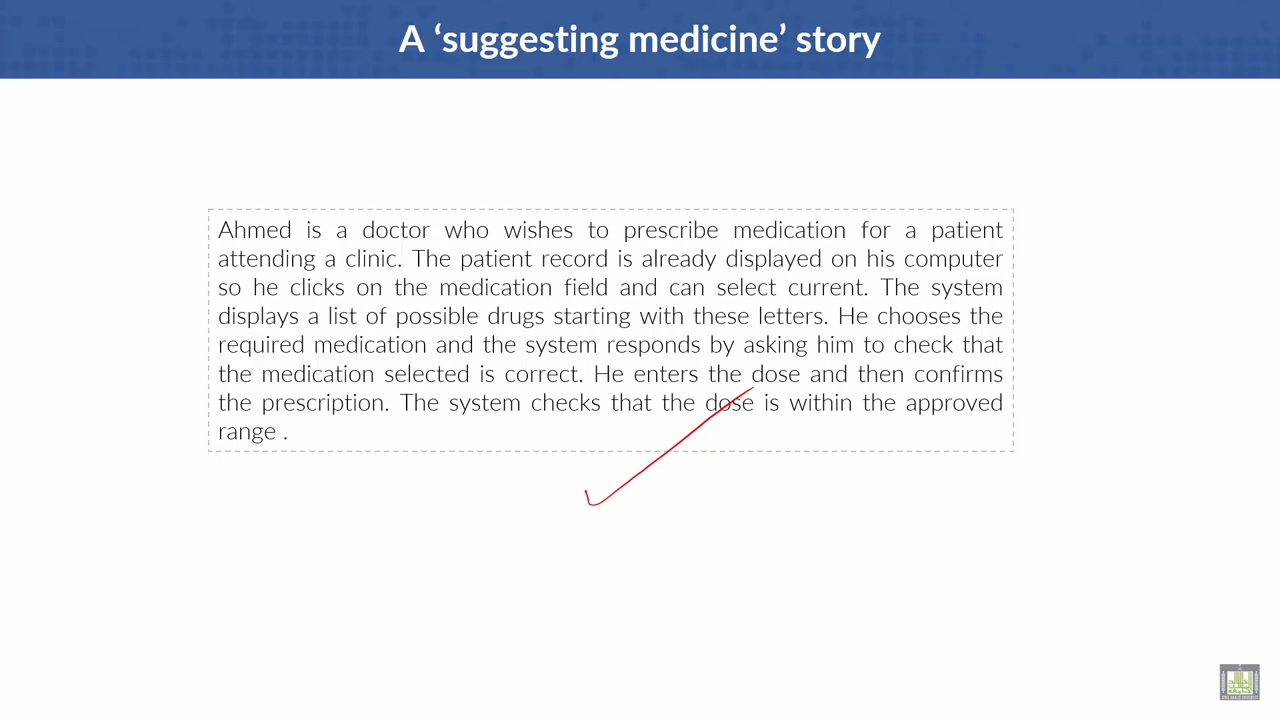 A ‘suggesting medicine’ story
Ahmed is a doctor who wishes to prescribe medication for a patient
attending a clinic. The patient record is already displayed on his computer
so he clicks on the medication field and can select current. The system
displays a list of possible drugs starting with these letters. He chooses the
required medication and the system responds by asking him to check that
the medication selected is correct. He enters the dose and then confirms
the prescription. The system checks that the dose is within the approved
range .